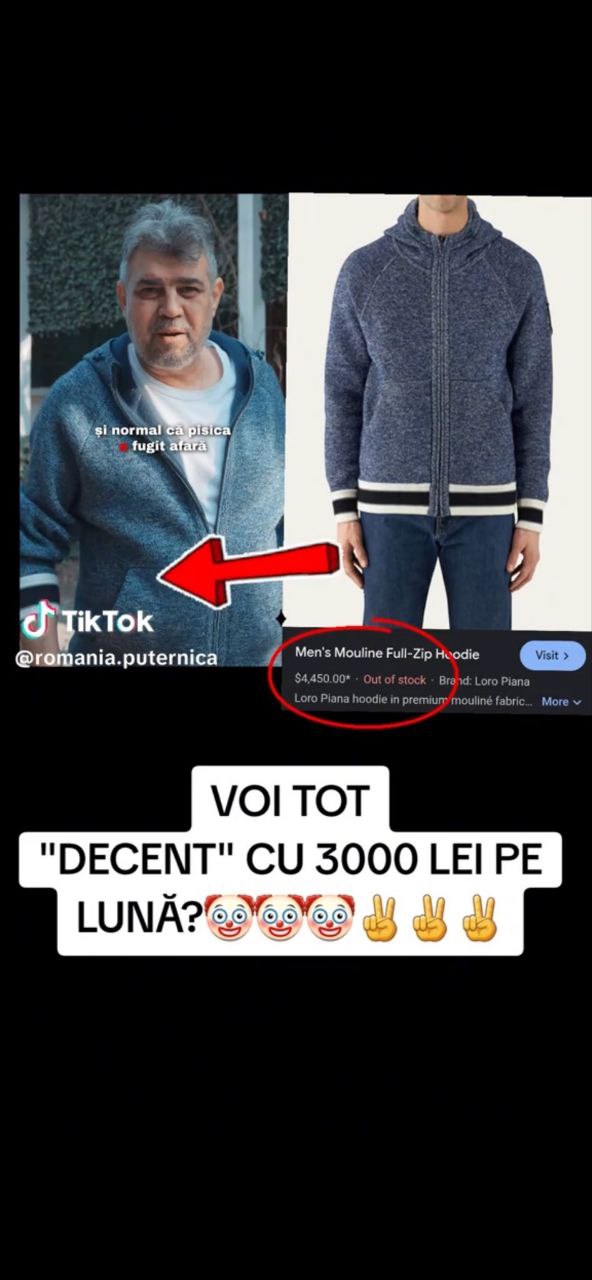 și normal că pisica
a fugit afară
TikTok
@romania.puternica
Men's Mouline Full-Zip Hoodie
Visit >
$4,450.00* · Out of stock · Brand: Loro Piana
Loro Piana hoodie in premium mouliné fabric... More
VOI TOT
"DECENT" CU 3000 LEI PE
LUNĂ?🤡🤡🤡✌️✌️✌️